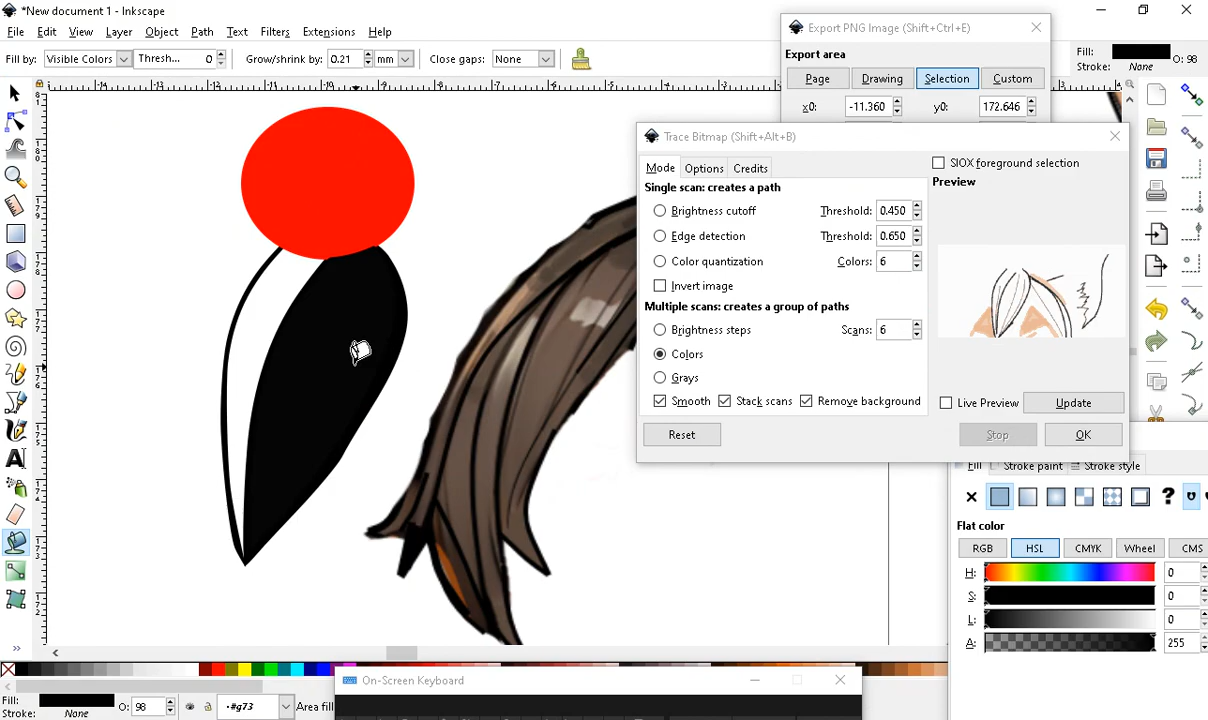 *New document 1 - Inkscape
File Edit View Layer Object Path Text Filters Extensions Help
Fill by: Visible Colors Thresh... 0 Grow/shrink by: 0.21 mm Close gaps: None
Fill: O: 98
Stroke: None
Export PNG Image (Shift+Ctrl+E)
Export area
Page Drawing Selection Custom
x0: -11.360 y0: 172.646
Trace Bitmap (Shift+Alt+B)
Mode Options Credits
SIOX foreground selection
Preview
Single scan: creates a path
Brightness cutoff Threshold: 0.450
Edge detection Threshold: 0.650
Color quantization Colors: 6
Invert image
Multiple scans: creates a group of paths
Brightness steps Scans: 6
Colors
Grays
Smooth Stack scans Remove background
Live Preview Update
Reset Stop OK
Fill Stroke paint Stroke style
Flat color
RGB HSL CMYK Wheel CMS
H: 0
S: 0
L: 0
A: 255
On-Screen Keyboard
Fill: O: 98 #g73 Area fill
Stroke: None